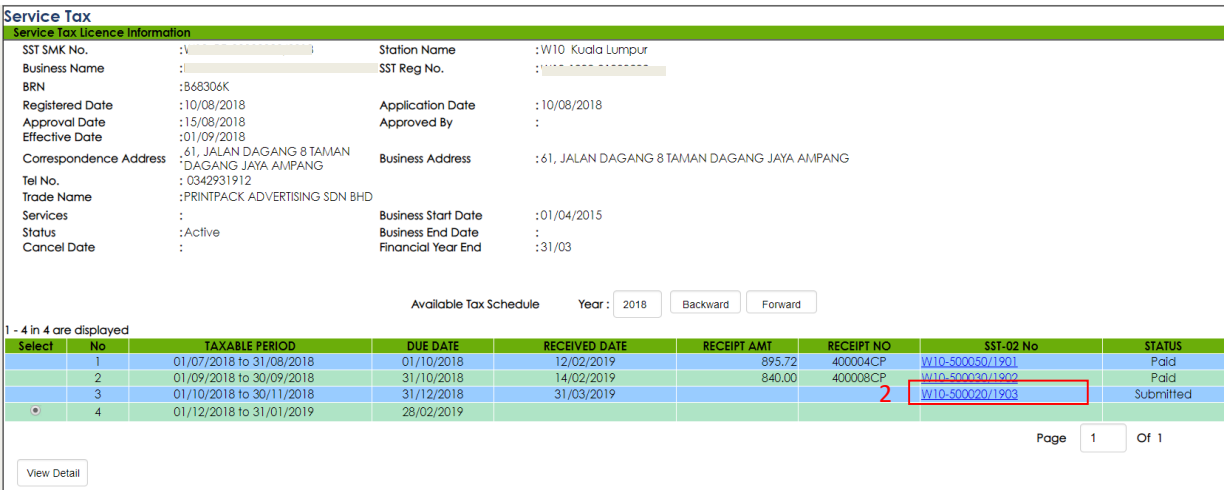 Service Tax
Service Tax Licence Information
SST SMK No. : Station Name :W10 Kuala Lumpur
Business Name : SST Reg No. :
BRN :B68306K
Registered Date :10/08/2018 Application Date :10/08/2018
Approval Date :15/08/2018 Approved By :
Effective Date :01/09/2018
Correspondence Address :61, JALAN DAGANG 8 TAMAN DAGANG JAYA AMPANG Business Address :61, JALAN DAGANG 8 TAMAN DAGANG JAYA AMPANG
Tel No. : 0342931912
Trade Name :PRINTPACK ADVERTISING SDN BHD
Services : Business Start Date :01/04/2015
Status :Active Business End Date :
Cancel Date : Financial Year End :31/03
Available Tax Schedule Year : 2018 Backward Forward
1 - 4 in 4 are displayed
Select No TAXABLE PERIOD DUE DATE RECEIVED DATE RECEIPT AMT RECEIPT NO SST-02 No STATUS
1 01/07/2018 to 31/08/2018 01/10/2018 12/02/2019 895.72 400004CP W10-500050/1901 Paid
2 01/09/2018 to 30/09/2018 31/10/2018 14/02/2019 840.00 400008CP W10-500030/1902 Paid
3 01/10/2018 to 30/11/2018 31/12/2018 31/03/2019 2 W10-500020/1903 Submitted
4 01/12/2018 to 31/01/2019 28/02/2019
Page 1 Of 1
View Detail